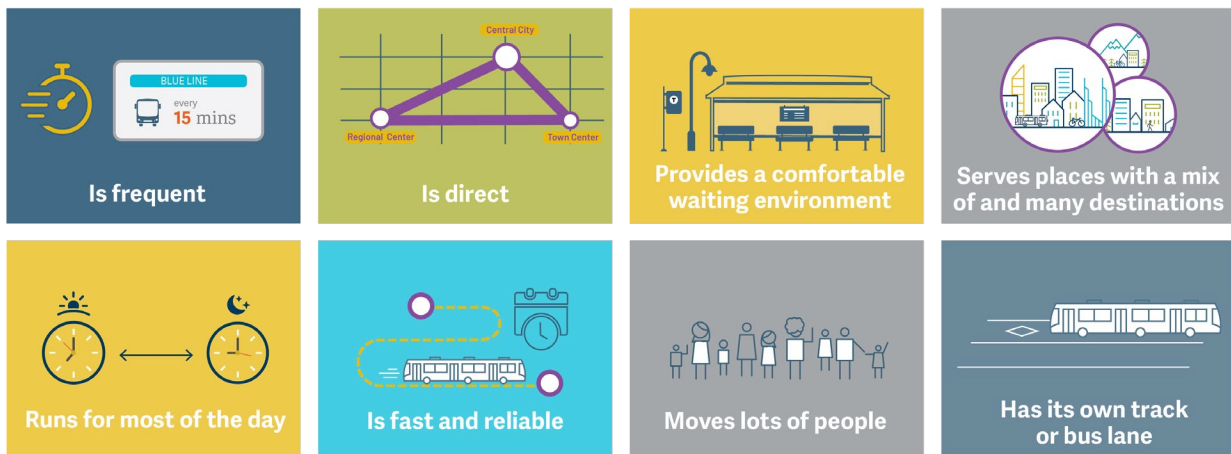 BLUE LINE
every
15 mins
Is frequent
Central City
Regional Center
Town Center
Is direct
T
Provides a comfortable
waiting environment
Serves places with a mix
of and many destinations
Runs for most of the day
Is fast and reliable
Moves lots of people
Has its own track
or bus lane